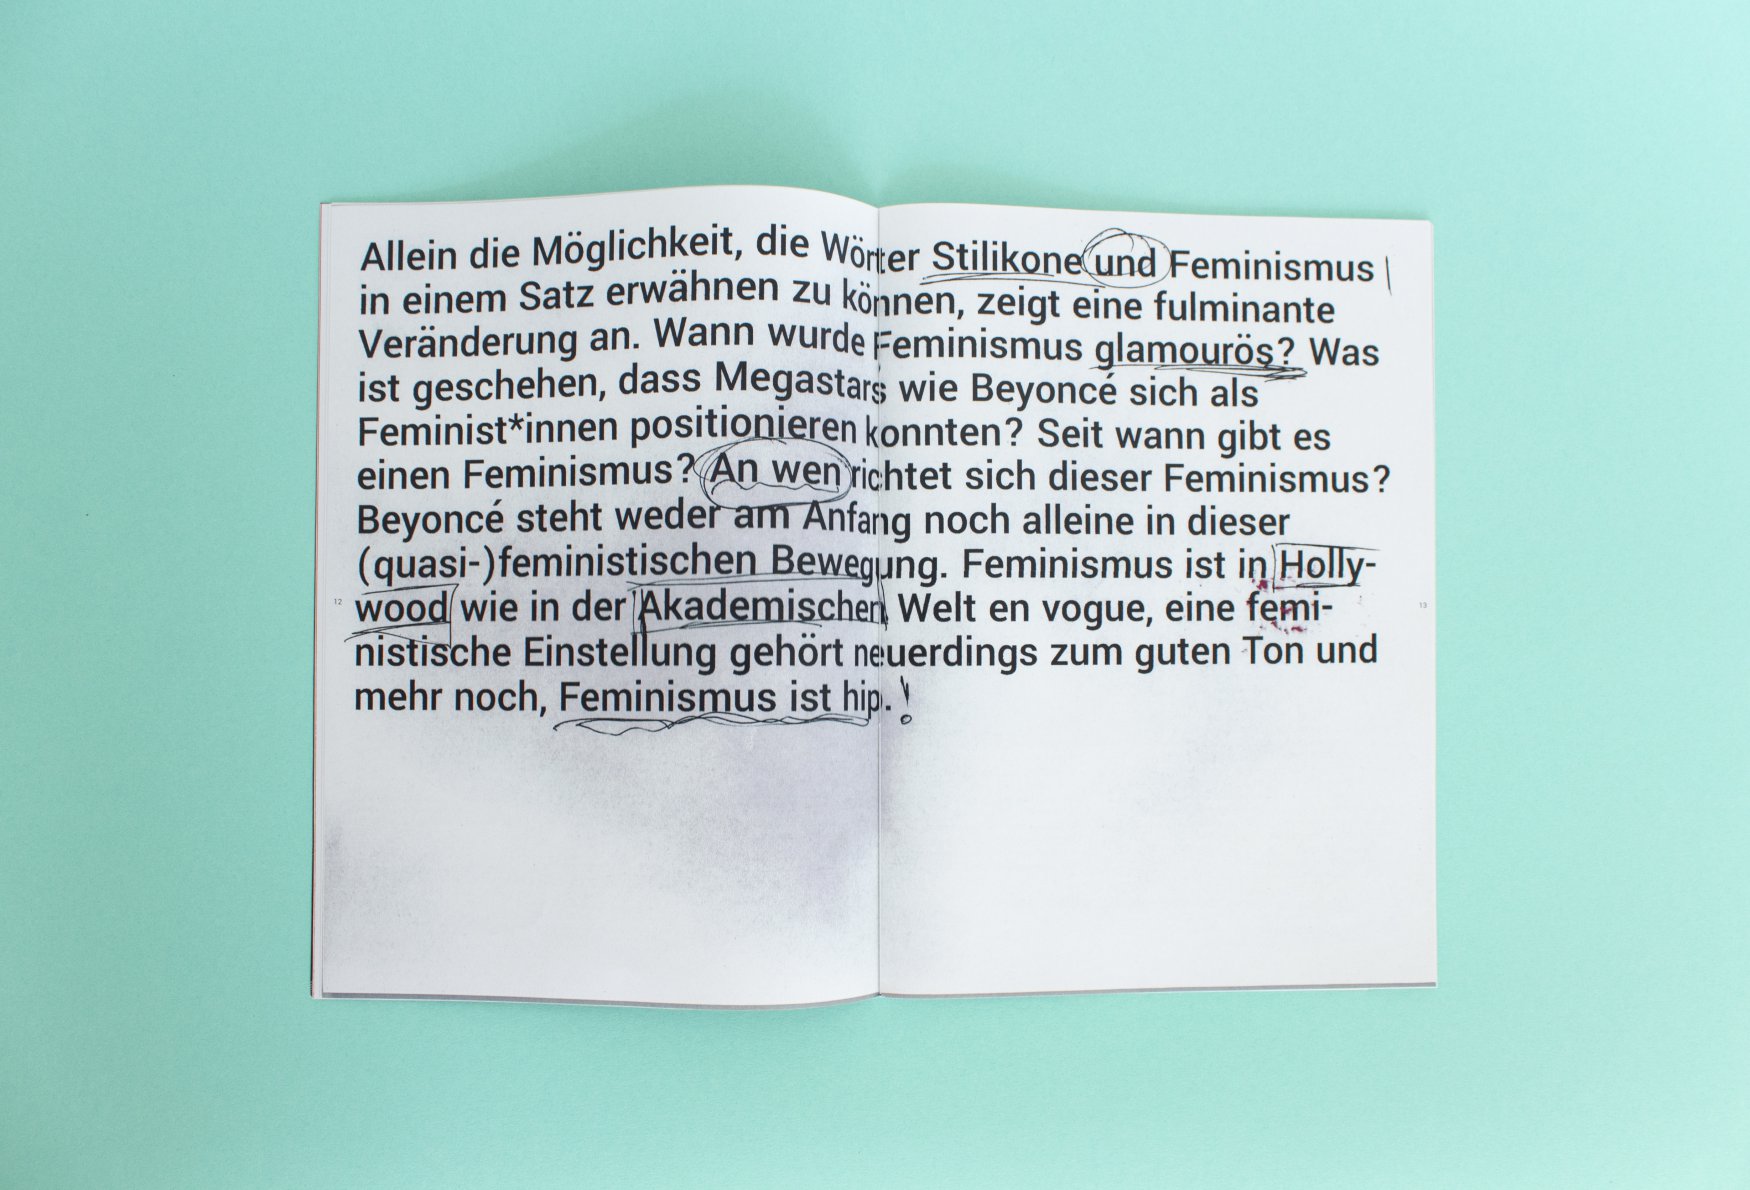 Allein die Möglichkeit, die Wörter Stilikone und Feminismus
in einem Satz erwähnen zu können, zeigt eine fulminante
Veränderung an. Wann wurde Feminismus glamourös? Was
ist geschehen, dass Megastars wie Beyoncé sich als
Feminist*innen positionieren konnten? Seit wann gibt es
einen Feminismus? An wen richtet sich dieser Feminismus?
Beyoncé steht weder am Anfang noch alleine in dieser
(quasi-)feministischen Bewegung. Feminismus ist in Holly-
wood wie in der Akademischen Welt en vogue, eine femi-
nistische Einstellung gehört neuerdings zum guten Ton und
mehr noch, Feminismus ist hip. !
12
13